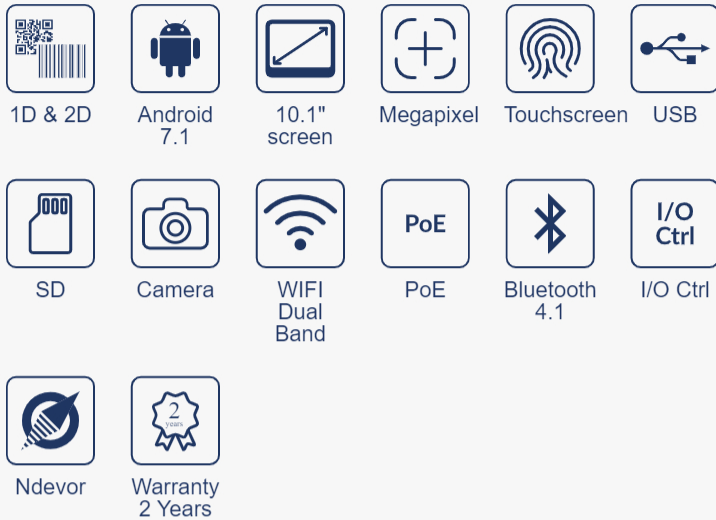 1D & 2D
Android
7.1
10.1"
screen
Megapixel
Touchscreen
USB
PoE
I/O
Ctrl
SD
Camera
WIFI
Dual
Band
PoE
Bluetooth
4.1
I/O Ctrl
2
years
Ndevor
Warranty
2 Years